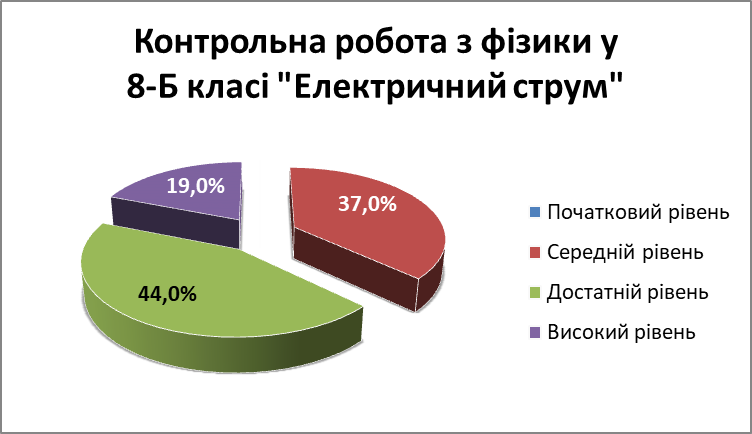 Контрольна робота з фізики у
8-Б класі "Електричний струм"
19,0%
37,0%
44,0%
Початковий рівень
Середній рівень
Достатній рівень
Високий рівень